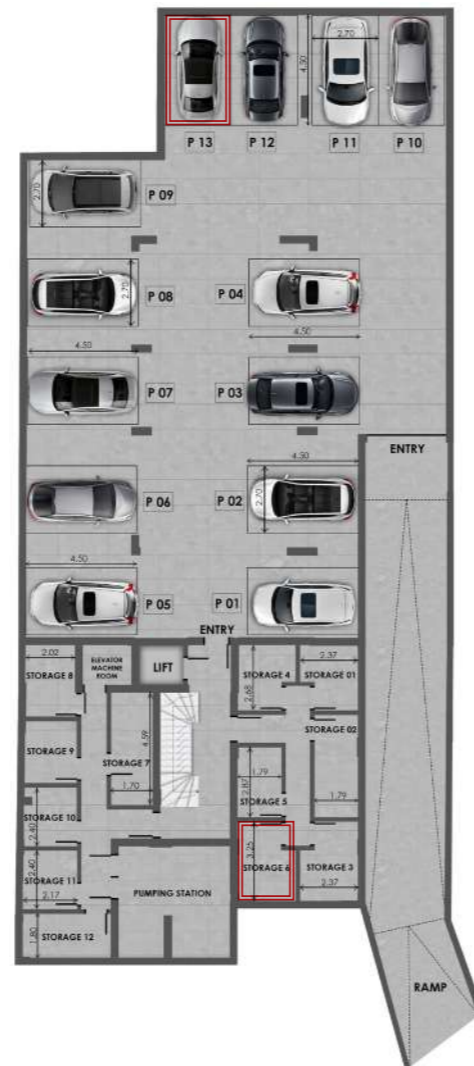 2.70
4.50
P 13
P 12
P 11
P 10
2.70
P 09
2.70
P 08
P 04
4.50
4.50
P 07
P 03
ENTRY
4.50
P 06
P 02
2.70
4.50
P 05
P 01
ENTRY
2.02
ELEVATOR
MACHINE
ROOM
LIFT
STORAGE 8
STORAGE 4
2.37
STORAGE 01
2.65
STORAGE 02
4.59
STORAGE 9
STORAGE 7
1.70
1.79
2.87
1.79
STORAGE 5
STORAGE 10
2.40
3.25
STORAGE 6
STORAGE 3
2.37
2.40
STORAGE 11
2.17
PUMPING STATION
1.80
STORAGE 12
RAMP